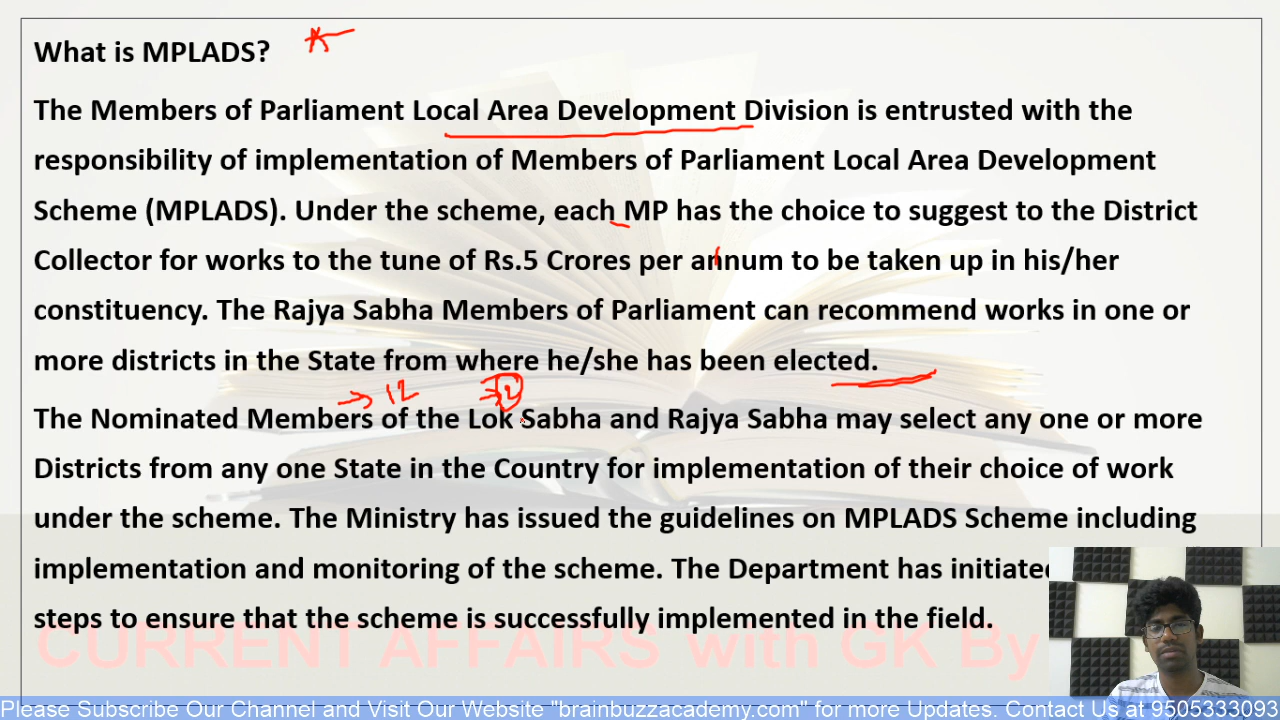 What is MPLADS?
The Members of Parliament Local Area Development Division is entrusted with the
responsibility of implementation of Members of Parliament Local Area Development
Scheme (MPLADS). Under the scheme, each MP has the choice to suggest to the District
Collector for works to the tune of Rs.5 Crores per annum to be taken up in his/her
constituency. The Rajya Sabha Members of Parliament can recommend works in one or
more districts in the State from where he/she has been elected.
12
2
The Nominated Members of the Lok Sabha and Rajya Sabha may select any one or more
Districts from any one State in the Country for implementation of their choice of work
under the scheme. The Ministry has issued the guidelines on MPLADS Scheme including
implementation and monitoring of the scheme. The Department has initiated
steps to ensure that the scheme is successfully implemented in the field.
CURRENT AFFAIRS with GK By
Please Subscribe Our Channel and Visit Our Website "brainbuzzacademy.com" for more Updates. Contact Us at 9505333093